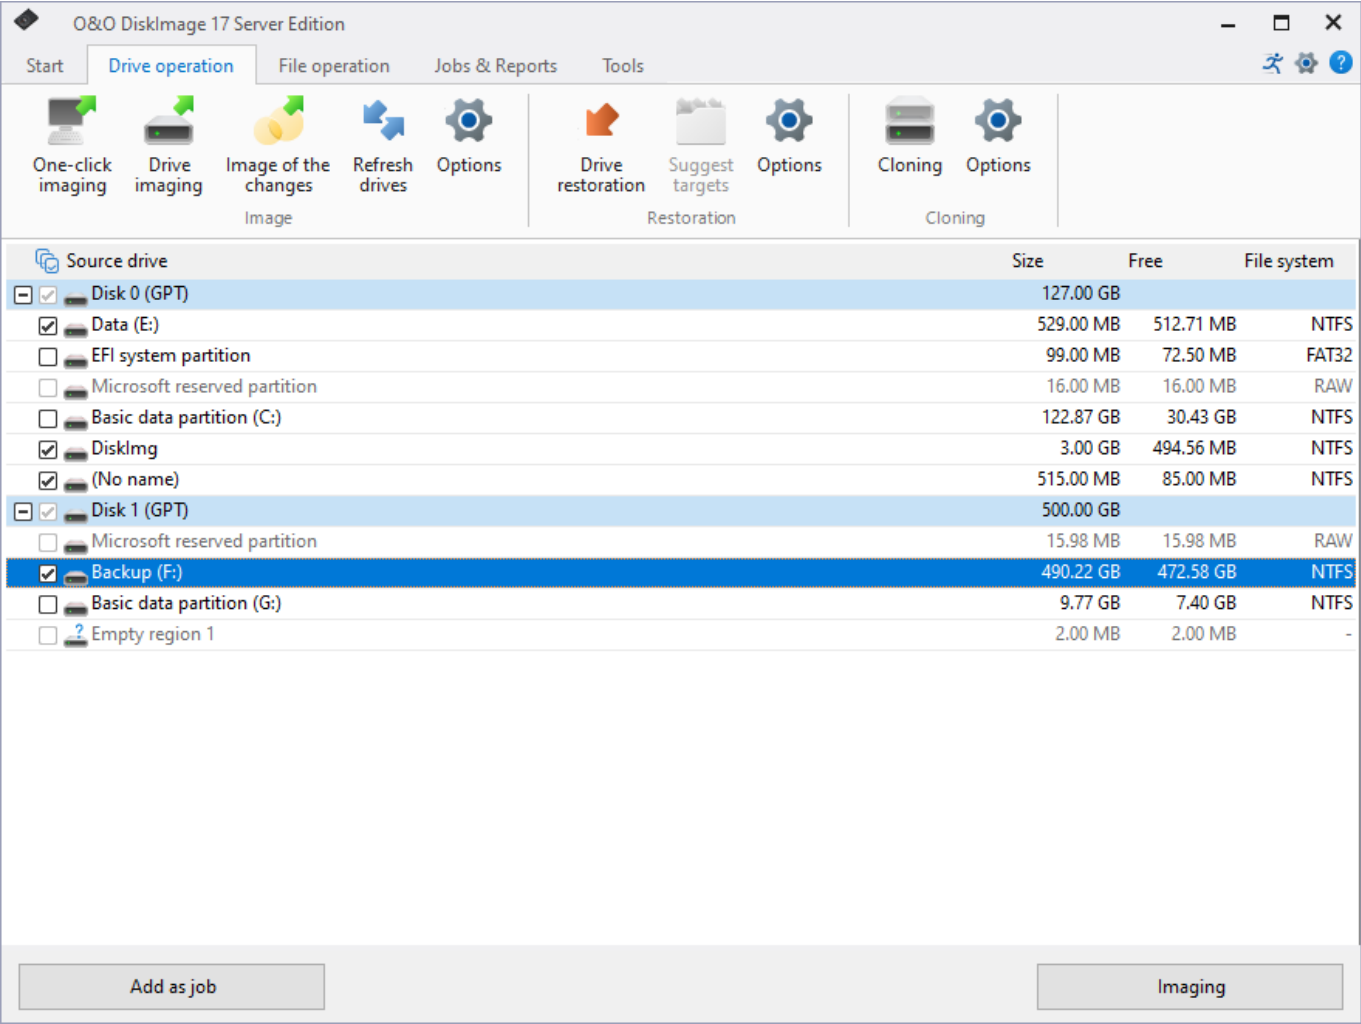 O&O DiskImage 17 Server Edition
Start Drive operation File operation Jobs & Reports Tools
One-click imaging
Drive imaging
Image of the changes
Refresh drives
Options
Image
Drive restoration
Suggest targets
Options
Restoration
Cloning
Options
Cloning
Source drive Size Free File system
Disk 0 (GPT) 127.00 GB
Data (E:) 529.00 MB 512.71 MB NTFS
EFI system partition 99.00 MB 72.50 MB FAT32
Microsoft reserved partition 16.00 MB 16.00 MB RAW
Basic data partition (C:) 122.87 GB 30.43 GB NTFS
DiskImg 3.00 GB 494.56 MB NTFS
(No name) 515.00 MB 85.00 MB NTFS
Disk 1 (GPT) 500.00 GB
Microsoft reserved partition 15.98 MB 15.98 MB RAW
Backup (F:) 490.22 GB 472.58 GB NTFS
Basic data partition (G:) 9.77 GB 7.40 GB NTFS
Empty region 1 2.00 MB 2.00 MB -
Add as job Imaging